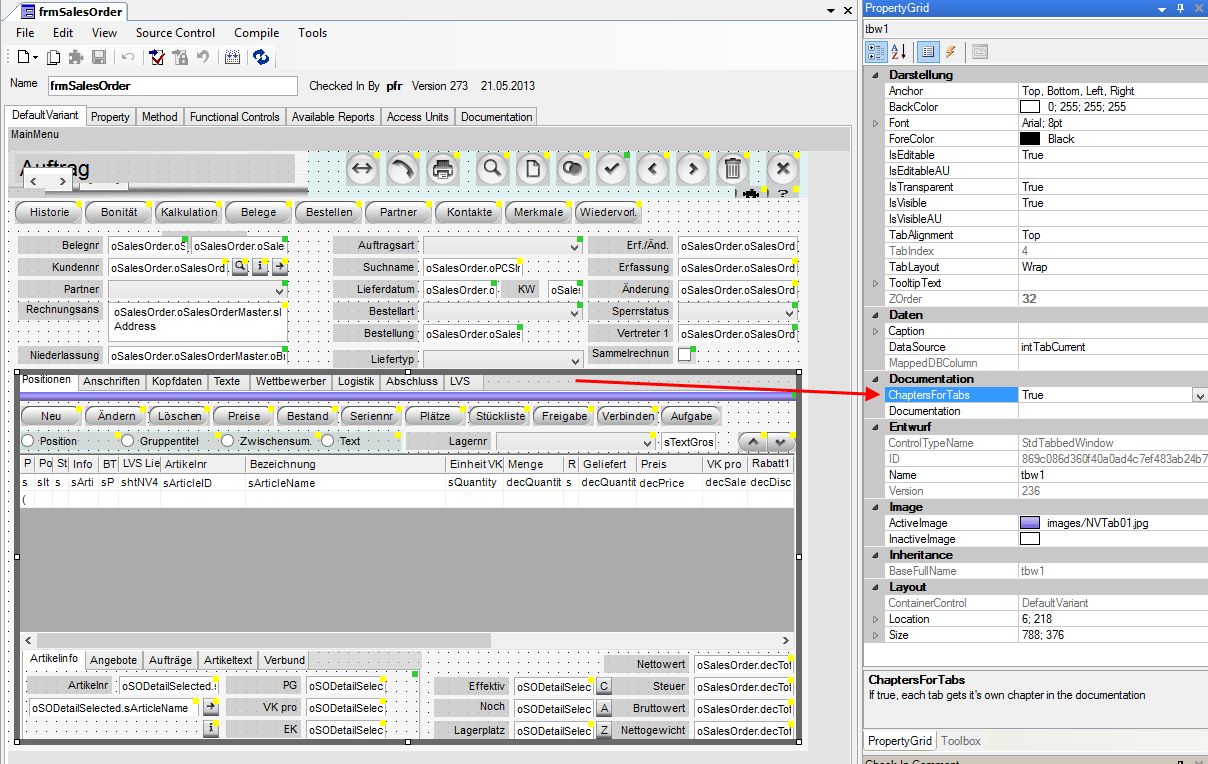 frmSalesOrder
File Edit View Source Control Compile Tools
Name frmSalesOrder Checked In By pfr Version 273 21.05.2013
DefaultVariant Property Method Functional Controls Available Reports Access Units Documentation
MainMenu
Auftrag
Historie Bonität Kalkulation Belege Bestellen Partner Kontakte Merkmale Wiedervorl.
Belegnr oSalesOrder.oS oSalesOrder.oSale Auftragsart Erf./Änd. oSalesOrder.oSalesOrd
Kundennr oSalesOrder.oSalesOrd Suchname oSalesOrder.oPCSIr Erfassung oSalesOrder.oSalesOrd
Partner Lieferdatum oSalesOrder.o KW oSales Änderung oSalesOrder.oSalesOrd
Rechnungsans oSalesOrder.oSalesOrderMaster.sI Bestellart Sperrstatus
Address
Bestellung oSalesOrder.oSales Vertreter 1 oSalesOrder.oSalesOrd
Niederlassung oSalesOrder.oSalesOrderMaster.oBr Liefertyp Sammelrechnun
Positionen Anschriften Kopfdaten Texte Wettbewerber Logistik Abschluss LVS
Neu Ändern Löschen Preise Bestand Seriennr Plätze Stückliste Freigabe Verbinden Aufgabe
Position Gruppentitel Zwischensum. Text Lagernr sTextGros
P Po St Info BT LVS Lie Artikelnr Bezeichnung Einheit VK Menge R Geliefert Preis VK pro Rabatt1
s sIt s sArti sP shtNV4 sArticleID sArticleName sQuantity decQuantit s decQuantit decPrice decSale decDisc
(
Artikelinfo Angebote Aufträge Artikeltext Verbund Nettowert oSalesOrder.decTot
Artikelnr oSODetailSelected.s PG oSODetailSelec Effektiv oSODetailSelec C Steuer oSalesOrder.decTot
oSODetailSelected.sArticleName VK pro oSODetailSelec Noch oSODetailSelec A Bruttowert oSalesOrder.decTot
EK oSODetailSelec Lagerplatz oSODetailSelec Z Nettogewicht oSalesOrder.decTot
PropertyGrid
tbw1
Darstellung
Anchor Top, Bottom, Left, Right
BackColor 0; 255; 255; 255
Font Arial; 8pt
ForeColor Black
IsEditable True
IsEditableAU
IsTransparent True
IsVisible True
IsVisibleAU
TabAlignment Top
TabIndex 4
TabLayout Wrap
TooltipText
ZOrder 32
Daten
Caption
DataSource intTabCurrent
MappedDBColumn
Documentation
ChaptersForTabs True
Documentation
Entwurf
ControlTypeName StdTabbedWindow
ID 869c086d360f40a0ad4c7ef483ab24b7
Name tbw1
Version 236
Image
ActiveImage images/NVTab01.jpg
InactiveImage
Inheritance
BaseFullName tbw1
Layout
ContainerControl DefaultVariant
Location 6; 218
Size 788; 376
ChaptersForTabs
If true, each tab gets it's own chapter in the documentation
PropertyGrid Toolbox
Check In Comment